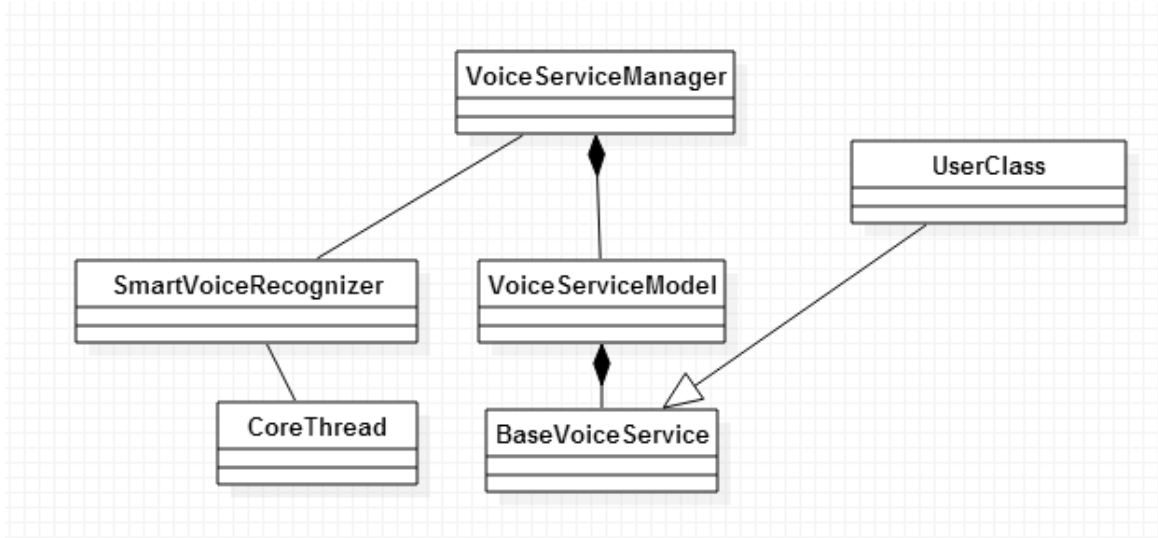 VoiceServiceManager
UserClass
SmartVoiceRecognizer
VoiceServiceModel
CoreThread
BaseVoiceService